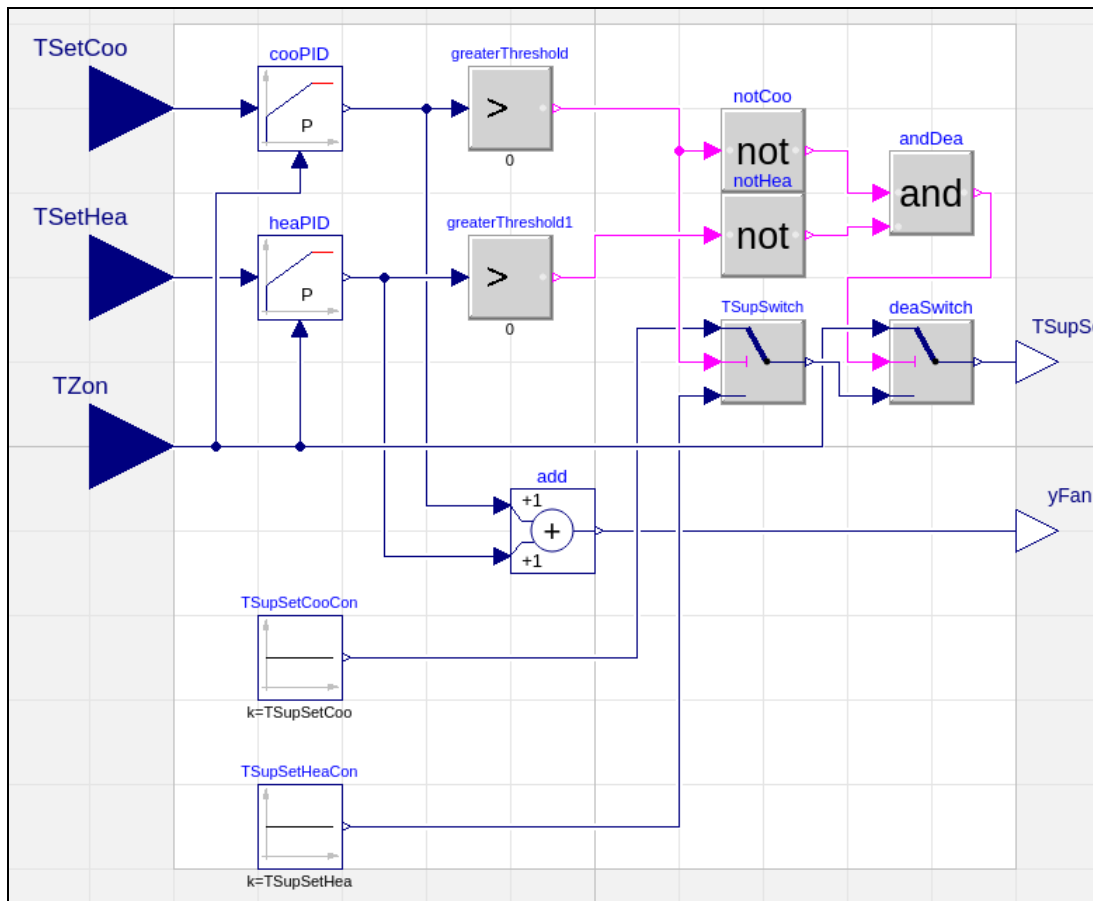 TSetCoo
cooPID
P
greaterThreshold
>
0
notCoo
not
andDea
and
TSetHea
heaPID
P
greaterThreshold1
>
0
notHea
not
TSupSwitch
deaSwitch
TSupSe
TZon
add
+1
+
+1
yFan
TSupSetCooCon
k=TSupSetCoo
TSupSetHeaCon
k=TSupSetHea